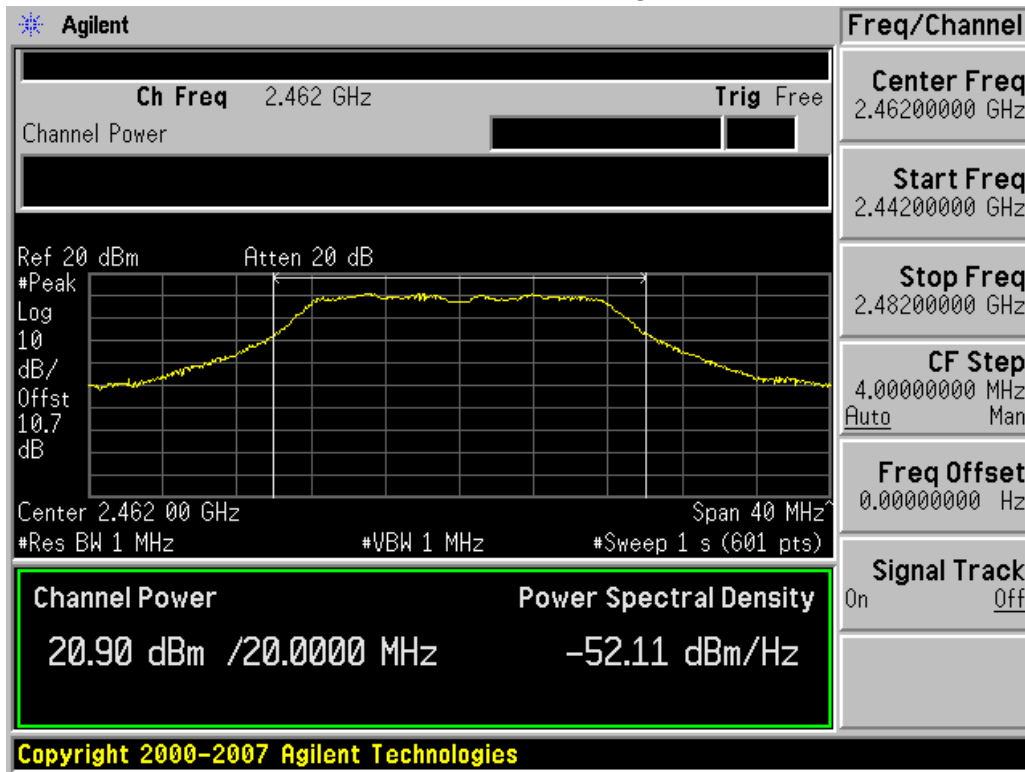 Agilent
Ch Freq 2.462 GHz Trig Free
Channel Power
Ref 20 dBm Atten 20 dB
#Peak
Log
10
dB/
Offst
10.7
dB
Center 2.462 00 GHz Span 40 MHz^
#Res BW 1 MHz #VBW 1 MHz #Sweep 1 s (601 pts)
Channel Power Power Spectral Density
20.90 dBm /20.0000 MHz -52.11 dBm/Hz
Copyright 2000-2007 Agilent Technologies
Freq/Channel
Center Freq
2.46200000 GHz
Start Freq
2.44200000 GHz
Stop Freq
2.48200000 GHz
CF Step
4.00000000 MHz
Auto Man
Freq Offset
0.00000000 Hz
Signal Track
On Off